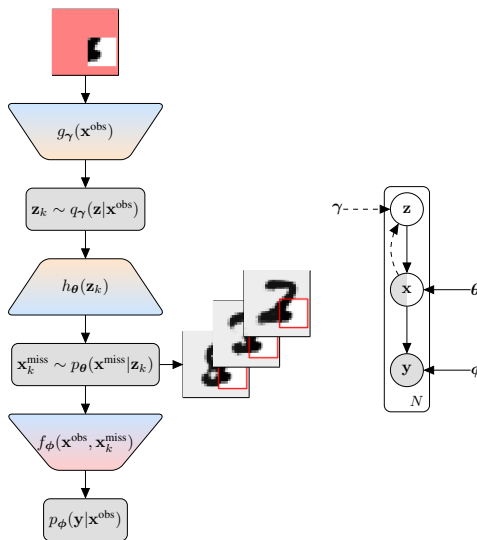 g_γ(x^obs)
z_k ∼ q_γ(z|x^obs)
h_θ(z_k)
x_k^miss ∼ p_θ(x^miss|z_k)
f_ϕ(x^obs, x_k^miss)
p_ϕ(y|x^obs)
γ
z
x
θ
y
N